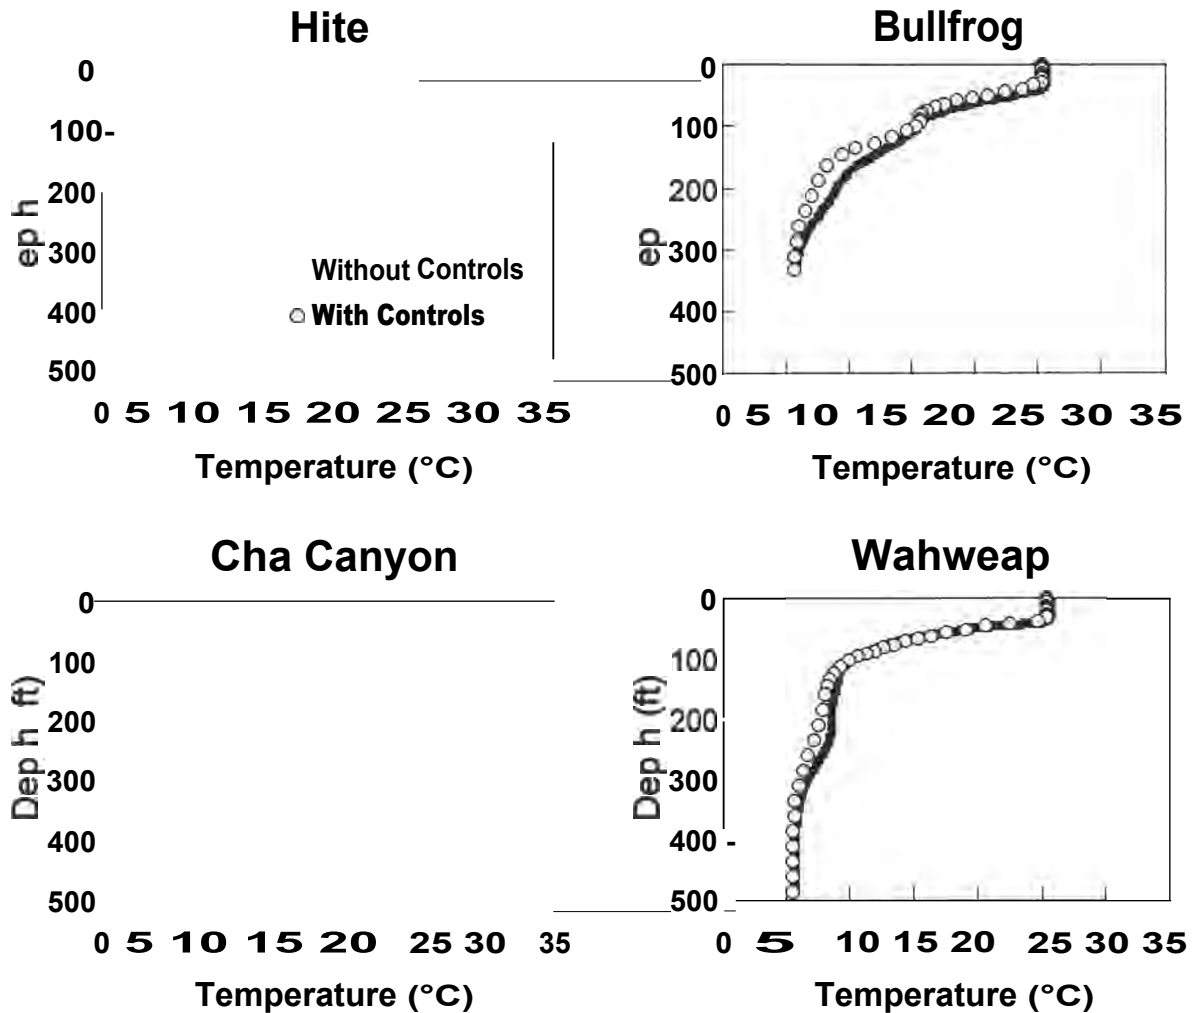 Hite
0
100-
200
300
400
500
ep h
Without Controls
With Controls
0 5 10 15 20 25 30 35
Temperature (°C)
Bullfrog
0
100
200
300
400
500
ep
0 5 10 15 20 25 30 35
Temperature (°C)
Cha Canyon
0
100
200
300
400
500
Dep h ft)
0 5 10 15 20 25 30 35
Temperature (°C)
Wahweap
0
100
200
300
400 -
500
Dep h (ft)
0 5 10 15 20 25 30 35
Temperature (°C)